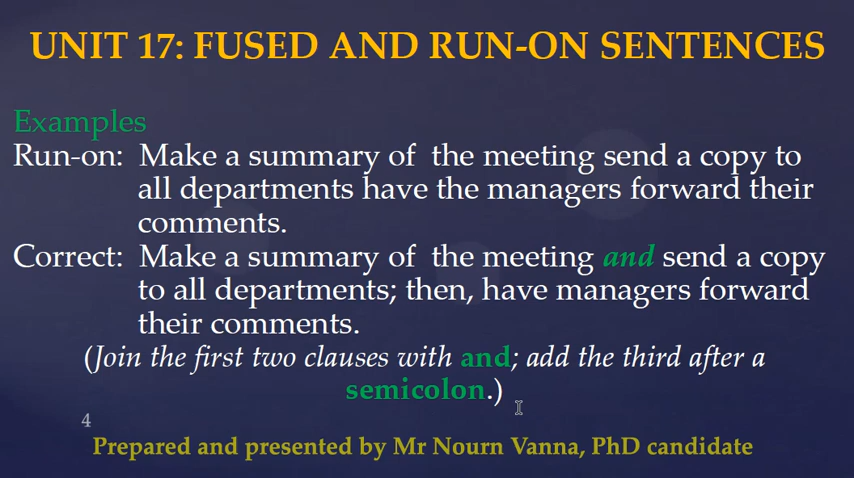 UNIT 17: FUSED AND RUN-ON SENTENCES
Examples
Run-on: Make a summary of the meeting send a copy to
all departments have the managers forward their
comments.
Correct: Make a summary of the meeting and send a copy
to all departments; then, have managers forward
their comments.
(Join the first two clauses with and; add the third after a
semicolon.)
4
Prepared and presented by Mr Nourn Vanna, PhD candidate